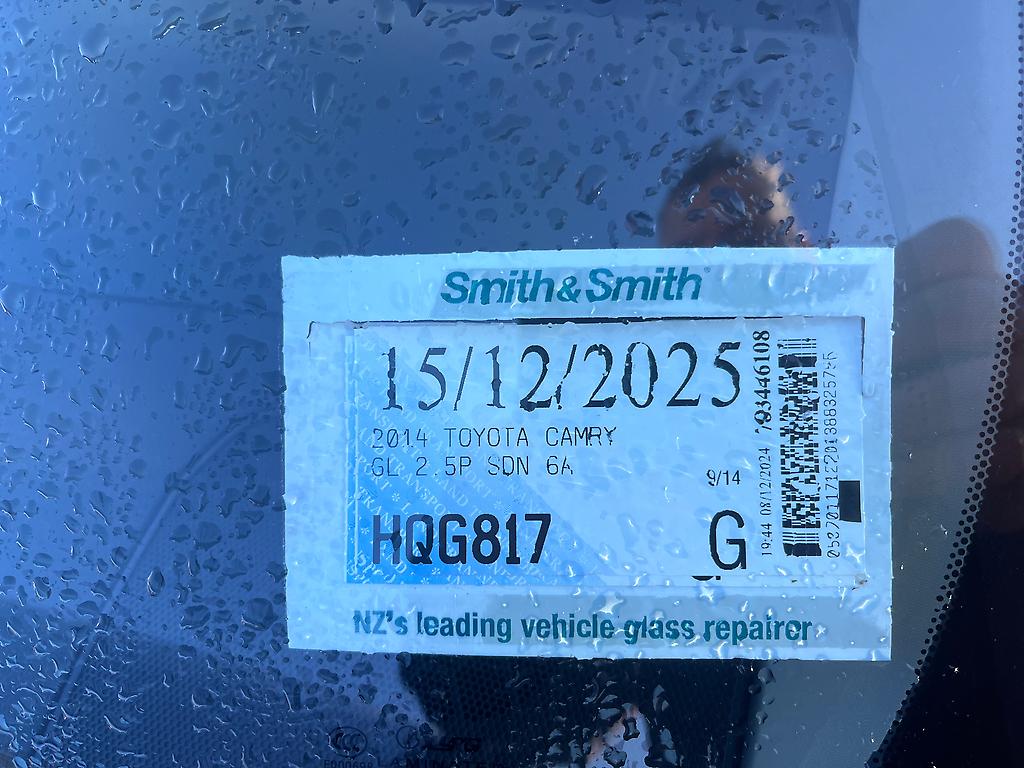 Smith&Smith
15/12/2025
2014 TOYOTA CAMRY
GL 2.5P SDN 6A
9/14
HQG817
G
19:44 08/12/2024 793446108
NZ's leading vehicle glass repairer